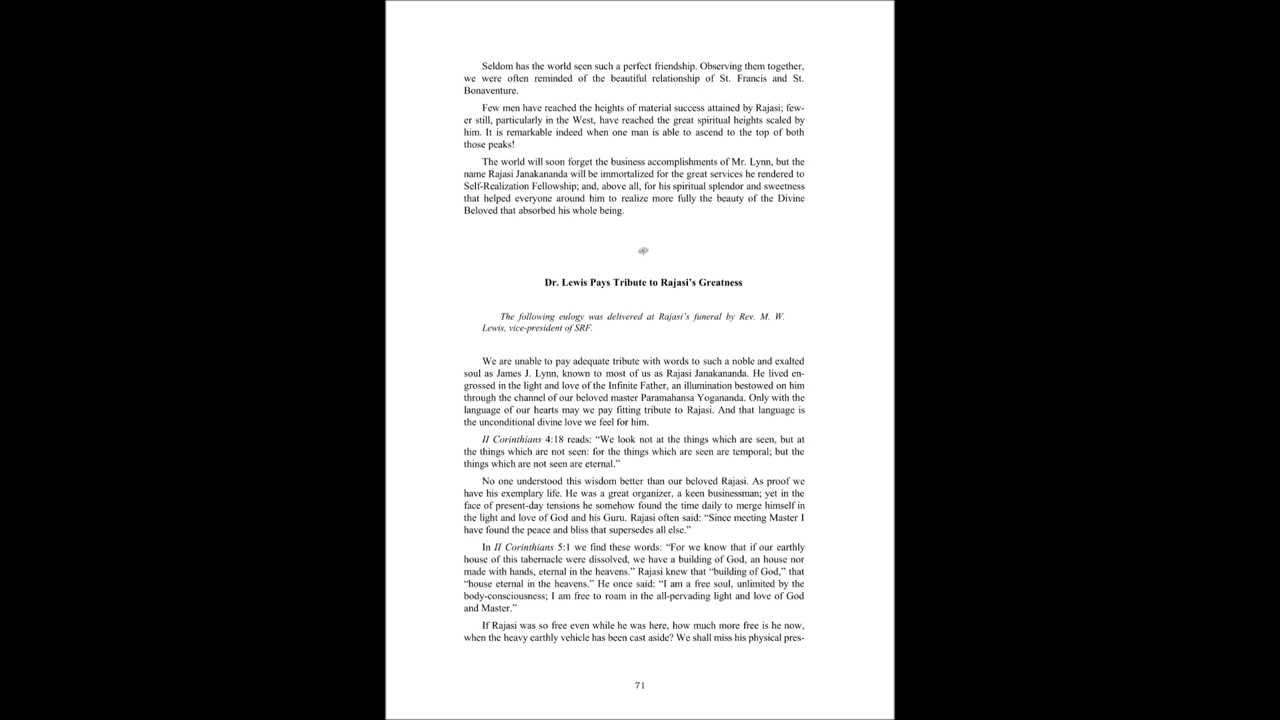 Seldom has the world seen such a perfect friendship. Observing them together,
we were often reminded of the beautiful relationship of St. Francis and St.
Bonaventure.
Few men have reached the heights of material success attained by Rajasi; few-
er still, particularly in the West, have reached the great spiritual heights scaled by
him. It is remarkable indeed when one man is able to ascend to the top of both
those peaks!
The world will soon forget the business accomplishments of Mr. Lynn, but the
name Rajasi Janakananda will be immortalized for the great services he rendered to
Self-Realization Fellowship; and, above all, for his spiritual splendor and sweetness
that helped everyone around him to realize more fully the beauty of the Divine
Beloved that absorbed his whole being.
Dr. Lewis Pays Tribute to Rajasi's Greatness
The following eulogy was delivered at Rajasi's funeral by Rev. M. W.
Lewis, vice-president of SRF.
We are unable to pay adequate tribute with words to such a noble and exalted
soul as James J. Lynn, known to most of us as Rajasi Janakananda. He lived en-
grossed in the light and love of the Infinite Father, an illumination bestowed on him
through the channel of our beloved master Paramahansa Yogananda. Only with the
language of our hearts may we pay fitting tribute to Rajasi. And that language is
the unconditional divine love we feel for him.
II Corinthians 4:18 reads: “We look not at the things which are seen, but at
the things which are not seen: for the things which are seen are temporal; but the
things which are not seen are eternal.”
No one understood this wisdom better than our beloved Rajasi. As proof we
have his exemplary life. He was a great organizer, a keen businessman; yet in the
face of present-day tensions he somehow found the time daily to merge himself in
the light and love of God and his Guru. Rajasi often said: “Since meeting Master I
have found the peace and bliss that supersedes all else.”
In II Corinthians 5:1 we find these words: “For we know that if our earthly
house of this tabernacle were dissolved, we have a building of God, an house nor
made with hands, eternal in the heavens.” Rajasi knew that “building of God,” that
“house eternal in the heavens.” He once said: “I am a free soul, unlimited by the
body-consciousness; I am free to roam in the all-pervading light and love of God
and Master.”
If Rajasi was so free even while he was here, how much more free is he now,
when the heavy earthly vehicle has been cast aside? We shall miss his physical pres-
71